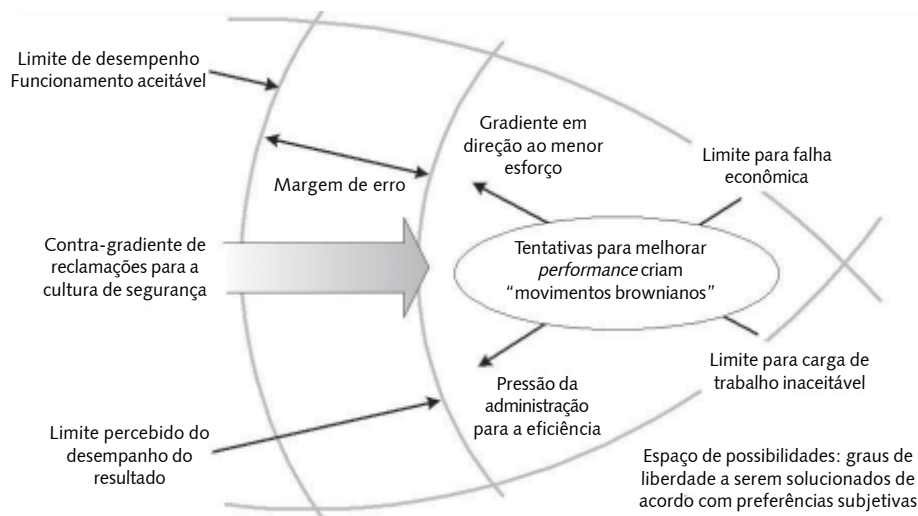 Limite de desempenho
Funcionamento aceitável
Gradiente em
direção ao menor
esforço
Limite para falha
econômica
Margem de erro
Contra-gradiente de
reclamações para a
cultura de segurança
Tentativas para melhorar
performance criam
“movimentos brownianos”
Limite para carga de
trabalho inaceitável
Pressão da
administração
para a eficiência
Limite percebido do
desempanho do
resultado
Espaço de possibilidades: graus de
liberdade a serem solucionados de
acordo com preferências subjetivas